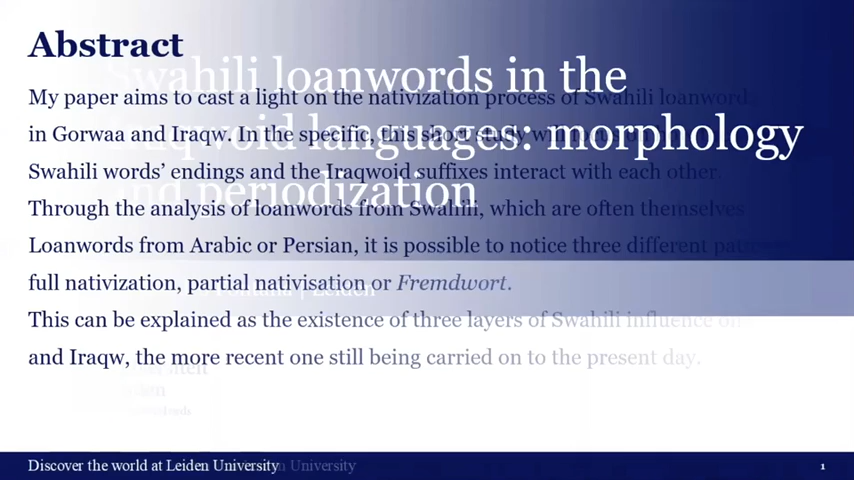 Abstract
Swahili loanwords in the
My paper aims to cast a light on the nativization process of Swahili loanwords
Iraqwoid languages: morphology
in Gorwaa and Iraqw. In the specific, this short study will
Swahili words' endings and the Iraqwoid suffixes interact with each other.
and periodization
Through the analysis of loanwords from Swahili, which are often themselves
Loanwords from Arabic or Persian, it is possible to notice three different
full nativization, partial nativisation or Fremdwort.
| Leiden
This can be explained as the existence of three layers of Swahili influence on
and Iraqw, the more recent one still being carried on to the present day.
Discover the world at Leiden University
1